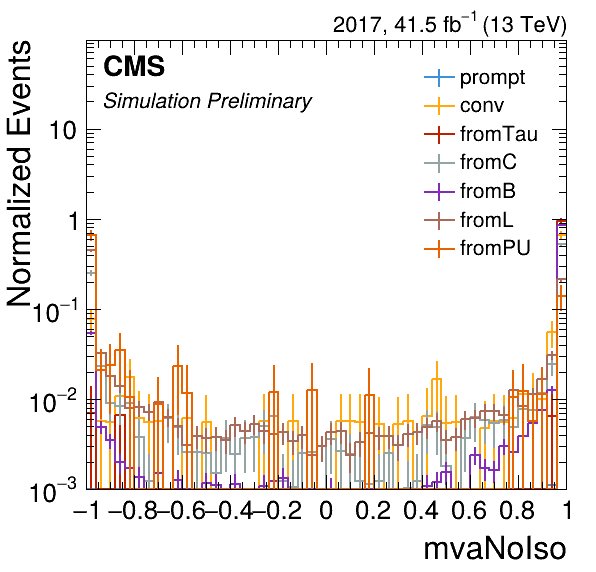 2017, 41.5 fb⁻¹ (13 TeV)
CMS
Simulation Preliminary
prompt
conv
fromTau
fromC
fromB
fromL
fromPU
Normalized Events
10
1
10⁻¹
10⁻²
10⁻³
−1 −0.8 −0.6 −0.4 −0.2 0 0.2 0.4 0.6 0.8 1
mvaNoIso